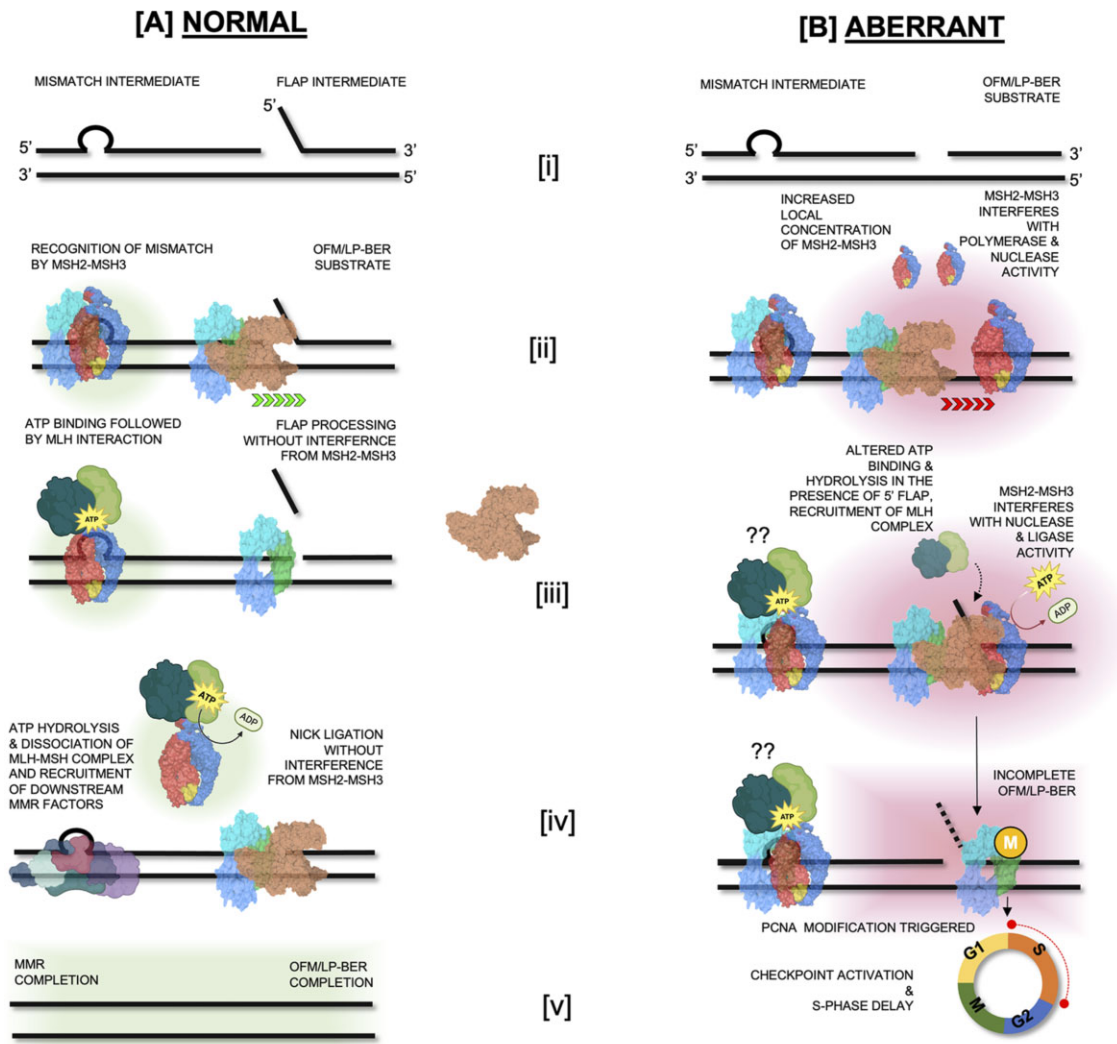 [A] NORMAL
MISMATCH INTERMEDIATE
FLAP INTERMEDIATE
5’
5’
3’
3’
5’
RECOGNITION OF MISMATCH
BY MSH2-MSH3
OFM/LP-BER
SUBSTRATE
ATP BINDING FOLLOWED
BY MLH INTERACTION
FLAP PROCESSING
WITHOUT INTERFERNCE
FROM MSH2-MSH3
ATP
ATP
ADP
ATP HYDROLYSIS
& DISSOCIATION OF
MLH-MSH COMPLEX
AND RECRUITMENT
OF DOWNSTREAM
MMR FACTORS
NICK LIGATION
WITHOUT
INTERFERENCE
FROM MSH2-MSH3
MMR
COMPLETION
OFM/LP-BER
COMPLETION
[i]
[ii]
[iii]
[iv]
[v]
[B] ABERRANT
MISMATCH INTERMEDIATE
OFM/LP-BER
SUBSTRATE
5’
3’
3’
5’
INCREASED
LOCAL
CONCENTRATION
OF MSH2-MSH3
MSH2-MSH3
INTERFERES
WITH
POLYMERASE &
NUCLEASE
ACTIVITY
ALTERED ATP
BINDING &
HYDROLYSIS IN THE
PRESENCE OF 5’ FLAP,
RECRUITMENT OF MLH
COMPLEX
MSH2-MSH3
INTERFERES
WITH NUCLEASE
& LIGASE
ACTIVITY
??
ATP
ATP
ADP
??
ATP
INCOMPLETE
OFM/LP-BER
M
PCNA MODIFICATION TRIGGERED
CHECKPOINT ACTIVATION
&
S-PHASE DELAY
G1
S
M
G2